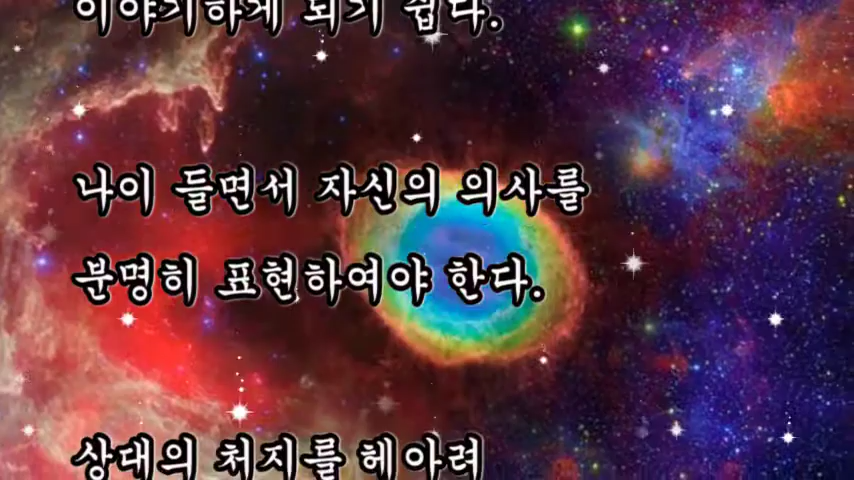 이야기하게 되기 쉽다.
나이 들면서 자신의 의사를
분명히 표현하여야 한다.
상대의 처지를 헤아려